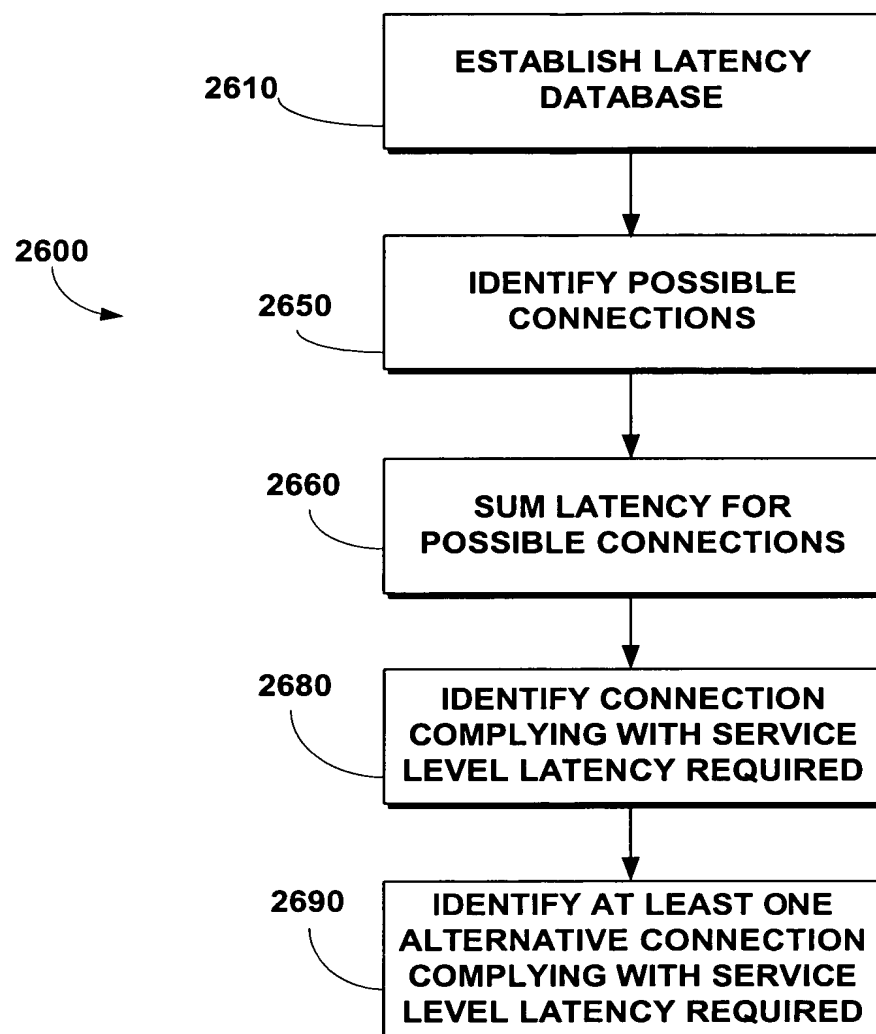 2610
ESTABLISH LATENCY
DATABASE
2600
2650
IDENTIFY POSSIBLE
CONNECTIONS
2660
SUM LATENCY FOR
POSSIBLE CONNECTIONS
2680
IDENTIFY CONNECTION
COMPLYING WITH SERVICE
LEVEL LATENCY REQUIRED
2690
IDENTIFY AT LEAST ONE
ALTERNATIVE CONNECTION
COMPLYING WITH SERVICE
LEVEL LATENCY REQUIRED